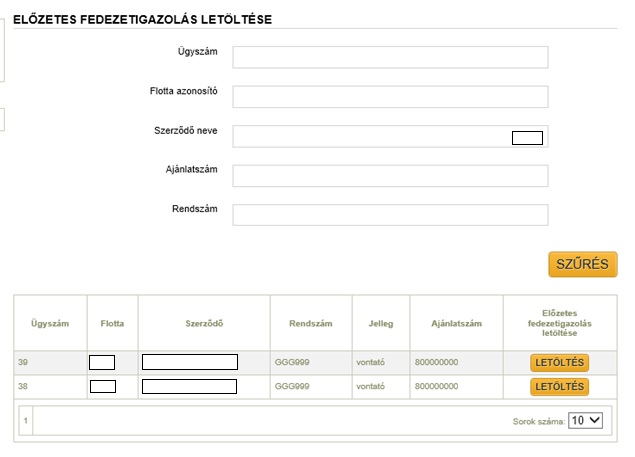 ELŐZETES FEDEZETIGAZOLÁS LETÖLTÉSE
Ügyszám
Flotta azonosító
Szerződő neve
Ajánlatszám
Rendszám
SZŰRÉS
Ügyszám Flotta Szerződő Rendszám Jelleg Ajánlatszám Előzetes
fedezetigazolás
letöltése
39 GGG999 vontató 800000000 LETÖLTÉS
38 GGG999 vontató 800000000 LETÖLTÉS
1 Sorok száma: 10